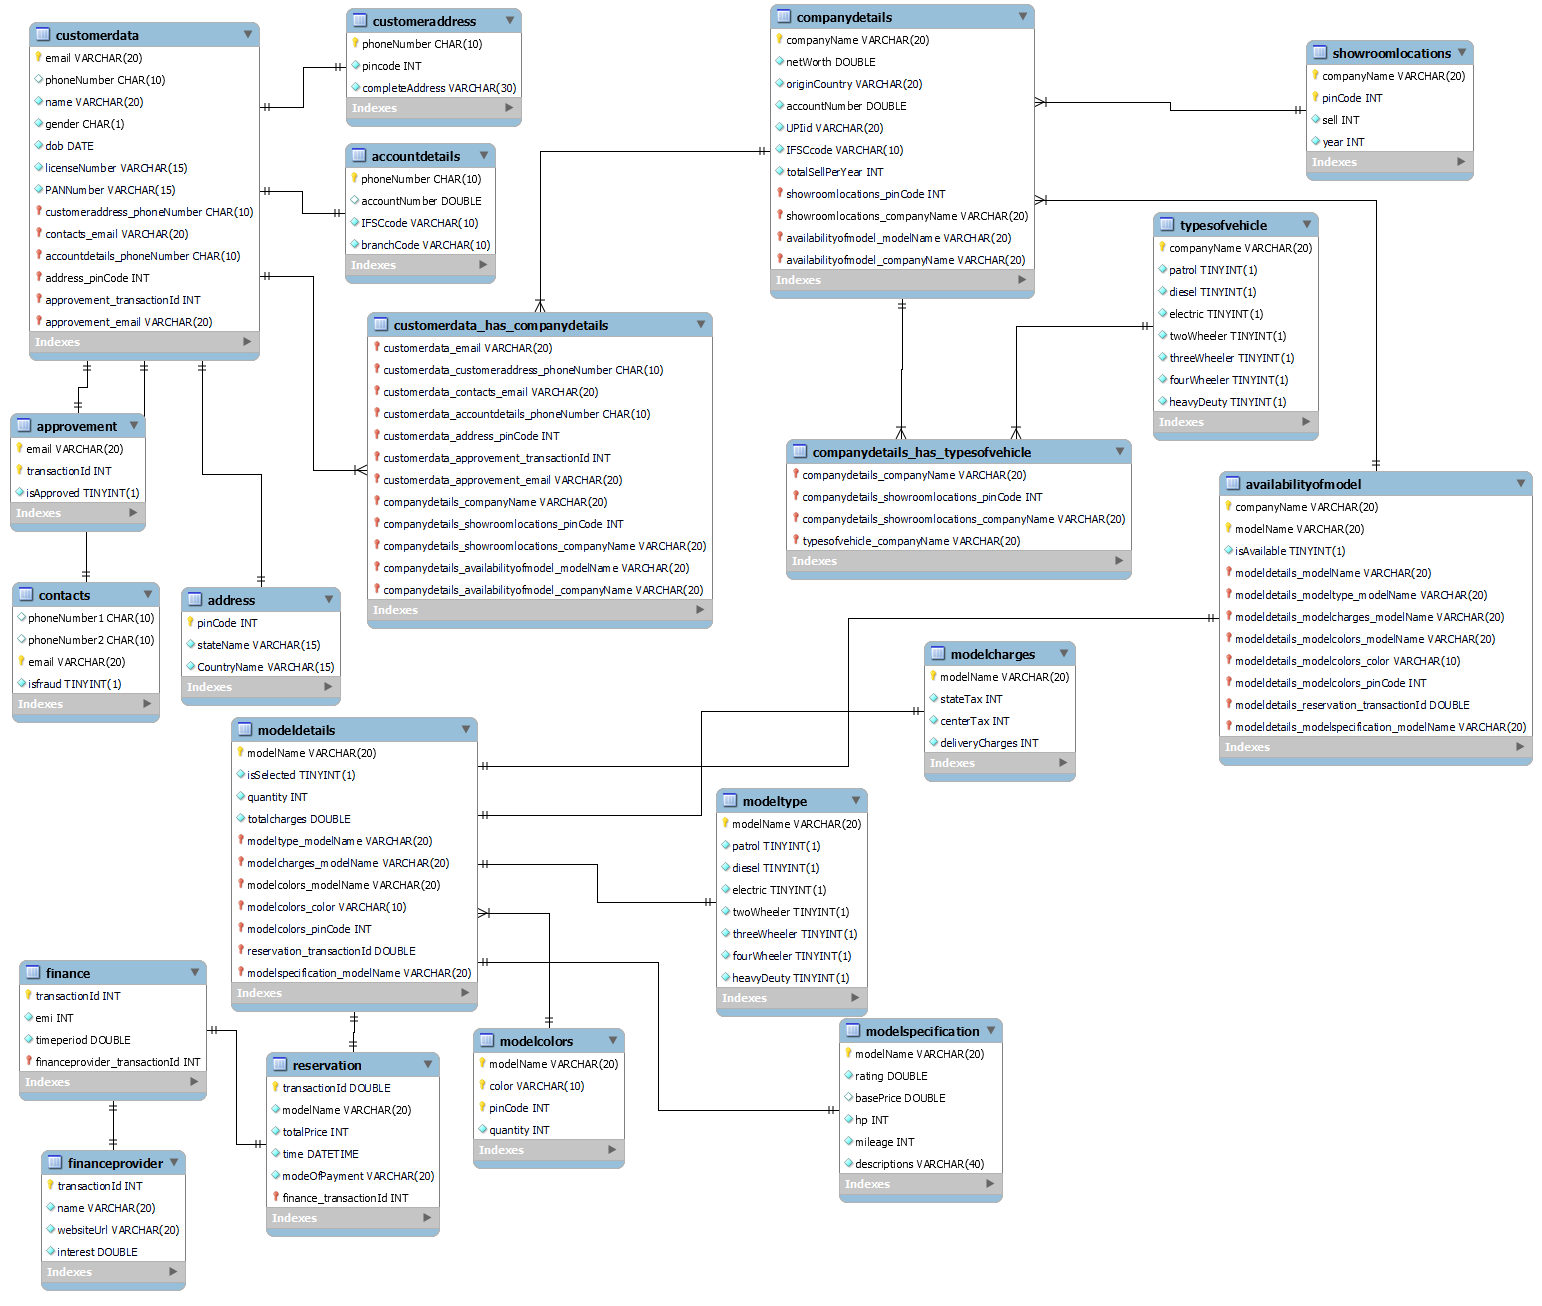 customerdata
email VARCHAR(20)
phoneNumber CHAR(10)
name VARCHAR(20)
gender CHAR(1)
dob DATE
licenseNumber VARCHAR(15)
PANNumber VARCHAR(15)
customeraddress_phoneNumber CHAR(10)
contacts_email VARCHAR(20)
accountdetails_phoneNumber CHAR(10)
address_pinCode INT
approvement_transactionId INT
approvement_email VARCHAR(20)
Indexes
customeraddress
phoneNumber CHAR(10)
pincode INT
completeAddress VARCHAR(30)
Indexes
accountdetails
phoneNumber CHAR(10)
accountNumber DOUBLE
IFSCcode VARCHAR(10)
branchCode VARCHAR(10)
Indexes
companydetails
companyName VARCHAR(20)
netWorth DOUBLE
originCountry VARCHAR(20)
accountNumber DOUBLE
UPIid VARCHAR(20)
IFSCcode VARCHAR(10)
totalSellPerYear INT
showroomlocations_pinCode INT
showroomlocations_companyName VARCHAR(20)
availabilityofmodel_modelName VARCHAR(20)
availabilityofmodel_companyName VARCHAR(20)
Indexes
showroomlocations
companyName VARCHAR(20)
pinCode INT
sell INT
year INT
Indexes
typesofvehicle
companyName VARCHAR(20)
patrol TINYINT(1)
diesel TINYINT(1)
electric TINYINT(1)
twoWheeler TINYINT(1)
threeWheeler TINYINT(1)
fourWheeler TINYINT(1)
heavyDeuty TINYINT(1)
Indexes
customerdata_has_companydetails
customerdata_email VARCHAR(20)
customerdata_customeraddress_phoneNumber CHAR(10)
customerdata_contacts_email VARCHAR(20)
customerdata_accountdetails_phoneNumber CHAR(10)
customerdata_address_pinCode INT
customerdata_approvement_transactionId INT
customerdata_approvement_email VARCHAR(20)
companydetails_companyName VARCHAR(20)
companydetails_showroomlocations_pinCode INT
companydetails_showroomlocations_companyName VARCHAR(20)
companydetails_availabilityofmodel_modelName VARCHAR(20)
companydetails_availabilityofmodel_companyName VARCHAR(20)
Indexes
companydetails_has_typesofvehicle
companydetails_companyName VARCHAR(20)
companydetails_showroomlocations_pinCode INT
companydetails_showroomlocations_companyName VARCHAR(20)
typesofvehicle_companyName VARCHAR(20)
Indexes
approvement
email VARCHAR(20)
transactionId INT
isApproved TINYINT(1)
Indexes
contacts
phoneNumber1 CHAR(10)
phoneNumber2 CHAR(10)
email VARCHAR(20)
isfraud TINYINT(1)
Indexes
address
pinCode INT
stateName VARCHAR(15)
CountryName VARCHAR(15)
Indexes
availabilityofmodel
companyName VARCHAR(20)
modelName VARCHAR(20)
isAvailable TINYINT(1)
modeldetails_modelName VARCHAR(20)
modeldetails_modeltype_modelName VARCHAR(20)
modeldetails_modelcharges_modelName VARCHAR(20)
modeldetails_modelcolors_modelName VARCHAR(20)
modeldetails_modelcolors_color VARCHAR(10)
modeldetails_modelcolors_pinCode INT
modeldetails_reservation_transactionId DOUBLE
modeldetails_modelspecification_modelName VARCHAR(20)
Indexes
modelcharges
modelName VARCHAR(20)
stateTax INT
centerTax INT
deliveryCharges INT
Indexes
modeldetails
modelName VARCHAR(20)
isSelected TINYINT(1)
quantity INT
totalcharges DOUBLE
modeltype_modelName VARCHAR(20)
modelcharges_modelName VARCHAR(20)
modelcolors_modelName VARCHAR(20)
modelcolors_color VARCHAR(10)
modelcolors_pinCode INT
reservation_transactionId DOUBLE
modelspecification_modelName VARCHAR(20)
Indexes
modeltype
modelName VARCHAR(20)
patrol TINYINT(1)
diesel TINYINT(1)
electric TINYINT(1)
twoWheeler TINYINT(1)
threeWheeler TINYINT(1)
fourWheeler TINYINT(1)
heavyDeuty TINYINT(1)
Indexes
finance
transactionId INT
emi INT
timeperiod DOUBLE
financeprovider_transactionId INT
Indexes
reservation
transactionId DOUBLE
modelName VARCHAR(20)
totalPrice INT
time DATETIME
modeOfPayment VARCHAR(20)
finance_transactionId INT
Indexes
modelcolors
modelName VARCHAR(20)
color VARCHAR(10)
pinCode INT
quantity INT
Indexes
modelspecification
modelName VARCHAR(20)
rating DOUBLE
basePrice DOUBLE
hp INT
mileage INT
descriptions VARCHAR(40)
Indexes
financeprovider
transactionId INT
name VARCHAR(20)
websiteUrl VARCHAR(20)
interest DOUBLE
Indexes